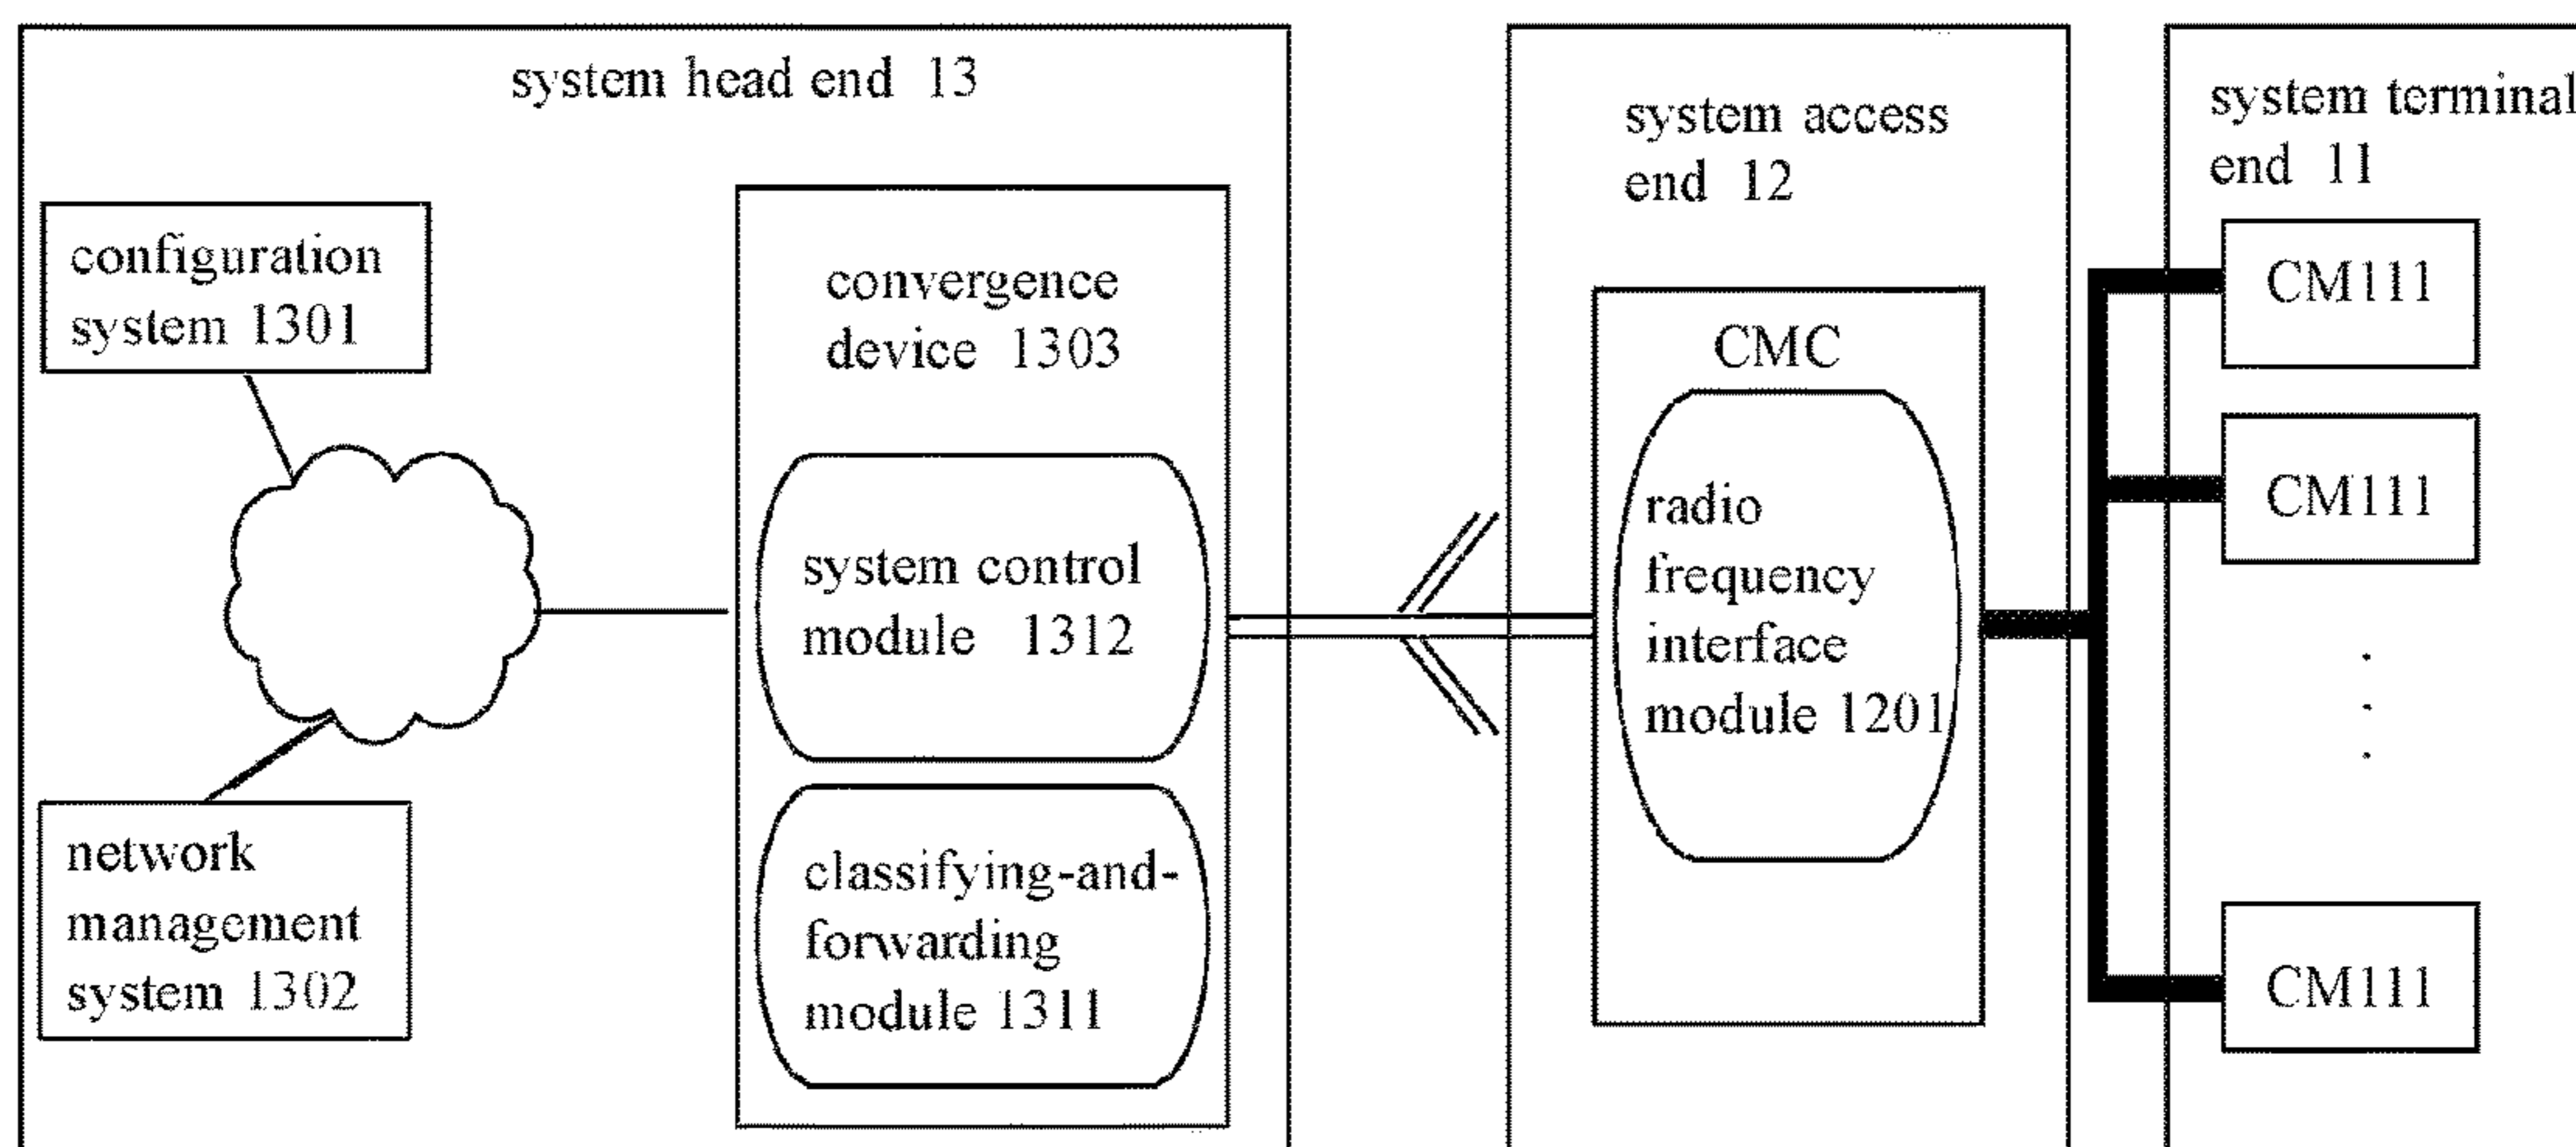 system head end 13
configuration
system 1301
network
management
system 1302
convergence
device 1303
system control
module 1312
classifying-and-
forwarding
module 1311
system access
end 12
CMC
radio
frequency
interface
module 1201
system terminal
end 11
CM111
CM111
CM111